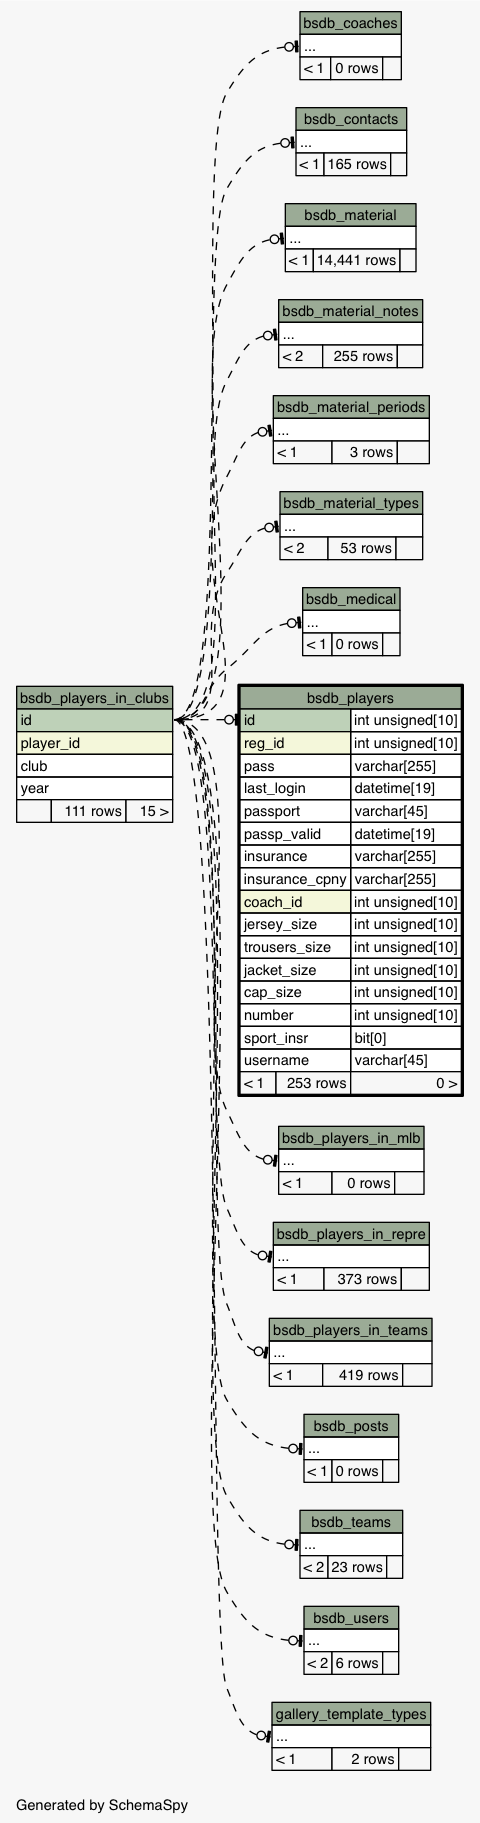 bsdb_coaches
...
< 1 0 rows
bsdb_contacts
...
< 1 165 rows
bsdb_material
...
< 1 14,441 rows
bsdb_material_notes
...
< 2 255 rows
bsdb_material_periods
...
< 1 3 rows
bsdb_material_types
...
< 2 53 rows
bsdb_medical
...
< 1 0 rows
bsdb_players_in_clubs
id
player_id
club
year
111 rows 15 >
bsdb_players
id int unsigned[10]
reg_id int unsigned[10]
pass varchar[255]
last_login datetime[19]
passport varchar[45]
passp_valid datetime[19]
insurance varchar[255]
insurance_cpny varchar[255]
coach_id int unsigned[10]
jersey_size int unsigned[10]
trousers_size int unsigned[10]
jacket_size int unsigned[10]
cap_size int unsigned[10]
number int unsigned[10]
sport_insr bit[0]
username varchar[45]
< 1 253 rows 0 >
bsdb_players_in_mlb
...
< 1 0 rows
bsdb_players_in_repre
...
< 1 373 rows
bsdb_players_in_teams
...
< 1 419 rows
bsdb_posts
...
< 1 0 rows
bsdb_teams
...
< 2 23 rows
bsdb_users
...
< 2 6 rows
gallery_template_types
...
< 1 2 rows
Generated by SchemaSpy